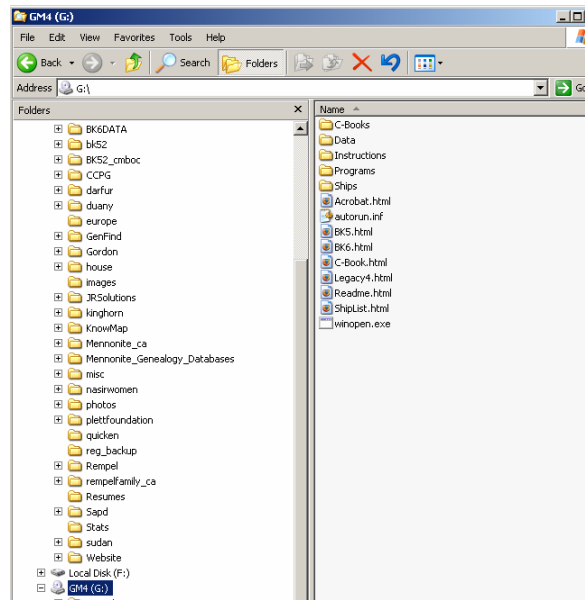 GM4 (G:)
File Edit View Favorites Tools Help
Back Search Folders
Address G:\ Go
Folders
BK6DATA
bk52
BK52_cmboc
CCPG
darfur
duany
europe
GenFind
Gordon
house
images
JRSolutions
kinghorn
KnowMap
Mennonite_ca
Mennonite_Genealogy_Databases
misc
nasirwomen
photos
plettfoundation
quicken
reg_backup
Rempel
rempelfamily_ca
Resumes
Sapd
Stats
sudan
Website
Local Disk (F:)
GM4 (G:)
Name
C-Books
Data
Instructions
Programs
Ships
Acrobat.html
autorun.inf
BK5.html
BK6.html
C-Book.html
Legacy4.html
Readme.html
ShipList.html
winopen.exe